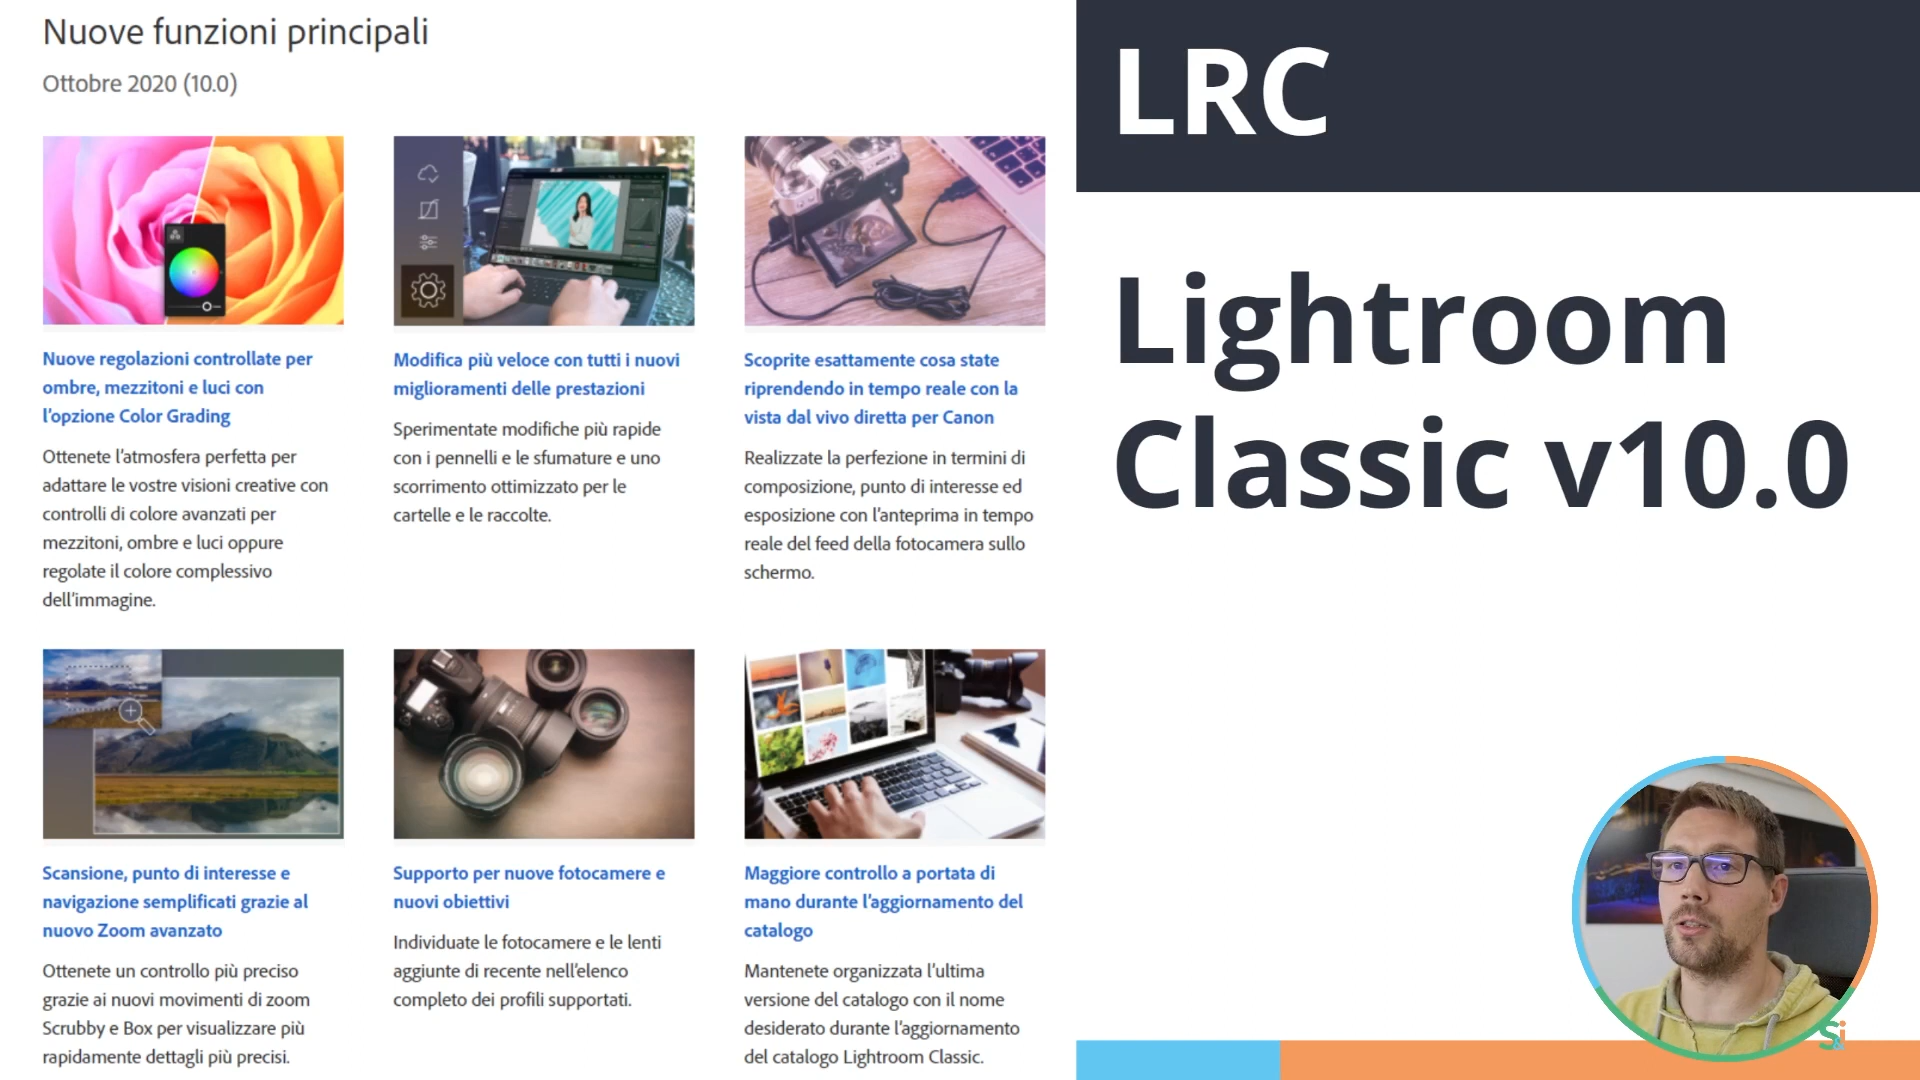 Nuove funzioni principali
Ottobre 2020 (10.0)
Nuove regolazioni controllate per
ombre, mezzitoni e luci con
l'opzione Color Grading
Ottenete l'atmosfera perfetta per
adattare le vostre visioni creative con
controlli di colore avanzati per
mezzitoni, ombre e luci oppure
regolate il colore complessivo
dell'immagine.
Modifica più veloce con tutti i nuovi
miglioramenti delle prestazioni
Sperimentate modifiche più rapide
con i pennelli e le sfumature e uno
scorrimento ottimizzato per le
cartelle e le raccolte.
Scoprite esattamente cosa state
riprendendo in tempo reale con la
vista dal vivo diretta per Canon
Realizzate la perfezione in termini di
composizione, punto di interesse ed
esposizione con l'anteprima in tempo
reale del feed della fotocamera sullo
schermo.
Scansione, punto di interesse e
navigazione semplificati grazie al
nuovo Zoom avanzato
Ottenete un controllo più preciso
grazie ai nuovi movimenti di zoom
Scrubby e Box per visualizzare più
rapidamente dettagli più precisi.
Supporto per nuove fotocamere e
nuovi obiettivi
Individuate le fotocamere e le lenti
aggiunte di recente nell'elenco
completo dei profili supportati.
Maggiore controllo a portata di
mano durante l'aggiornamento del
catalogo
Mantenete organizzata l'ultima
versione del catalogo con il nome
desiderato durante l'aggiornamento
del catalogo Lightroom Classic.
LRC
Lightroom
Classic v10.0
Si